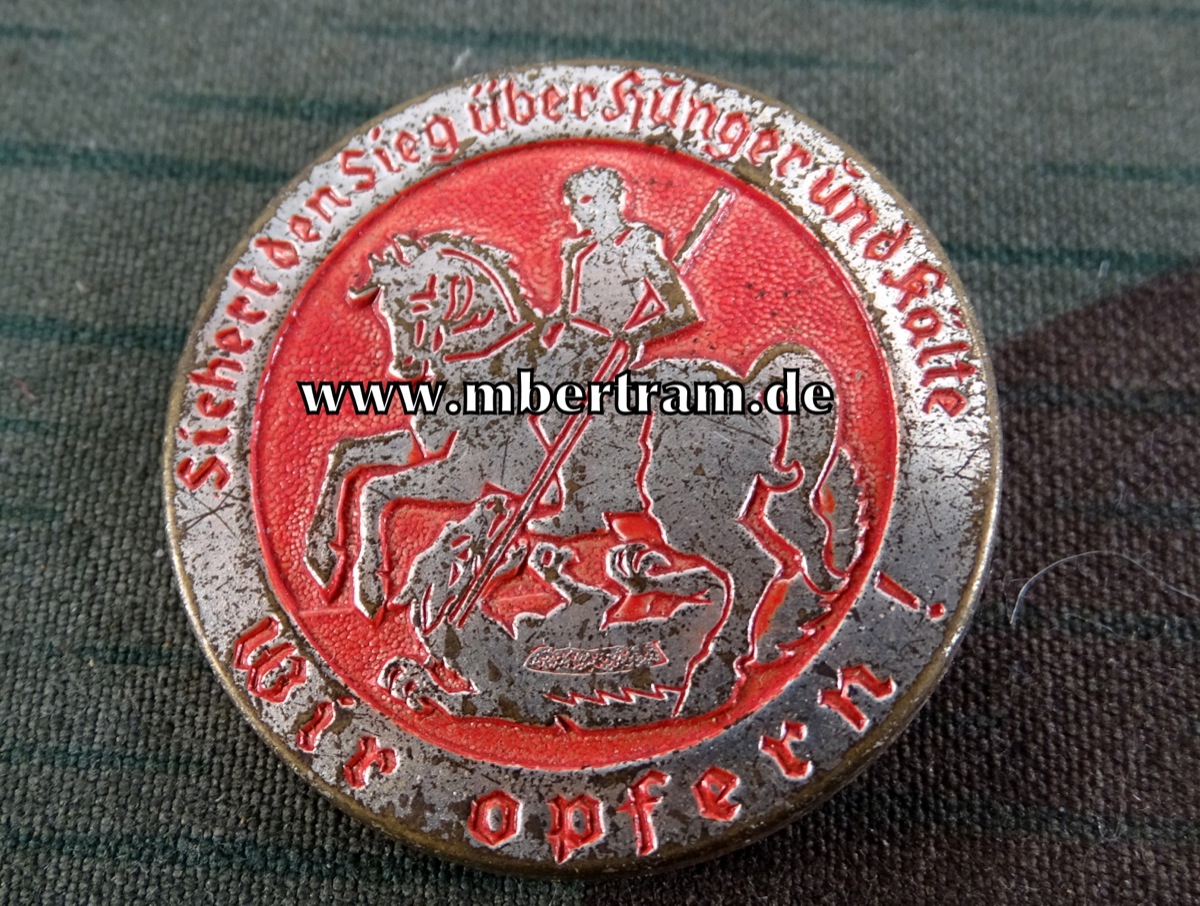 Sichert den Sieg über Hunger und Kälte
www.mbertram.de
Wir opfern!